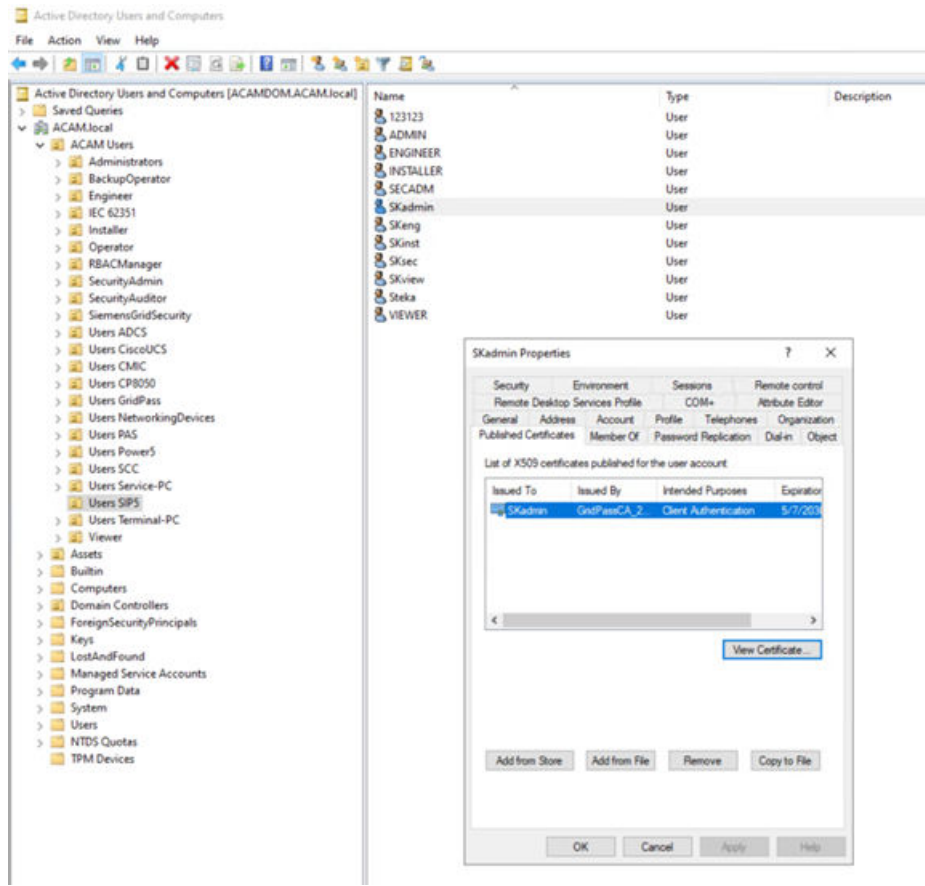 Active Directory Users and Computers
File Action View Help
Active Directory Users and Computers [ACAMDOM.ACAM.local]
Saved Queries
ACAM.local
ACAM Users
Administrators
BackupOperator
Engineer
IEC 62351
Installer
Operator
RBACManager
SecurityAdmin
SecurityAuditor
SiemensGridSecurity
Users ADCS
Users CiscoUCS
Users CMIC
Users CP8050
Users GridPass
Users NetworkingDevices
Users PAS
Users Power5
Users SCC
Users Service-PC
Users SIP5
Users Terminal-PC
Viewer
Assets
Builtin
Computers
Domain Controllers
ForeignSecurityPrincipals
Keys
LostAndFound
Managed Service Accounts
Program Data
System
Users
NTDS Quotas
TPM Devices
Name Type Description
123123 User
ADMIN User
ENGINEER User
INSTALLER User
SECADM User
SKadmin User
SKeng User
SKinst User
SKsec User
SKview User
Steka User
VIEWER User
SKadmin Properties ? ×
Security Environment Sessions Remote control
Remote Desktop Services Profile COM+ Attribute Editor
General Address Account Profile Telephones Organization
Published Certificates Member Of Password Replication Dial-in Object
List of X509 certificates published for the user account
Issued To Issued By Intended Purposes Expiration
SKadmin GridPassCA_2... Client Authentication 5/7/203
View Certificate...
Add from Store Add from File Remove Copy to File
OK Cancel Apply Help